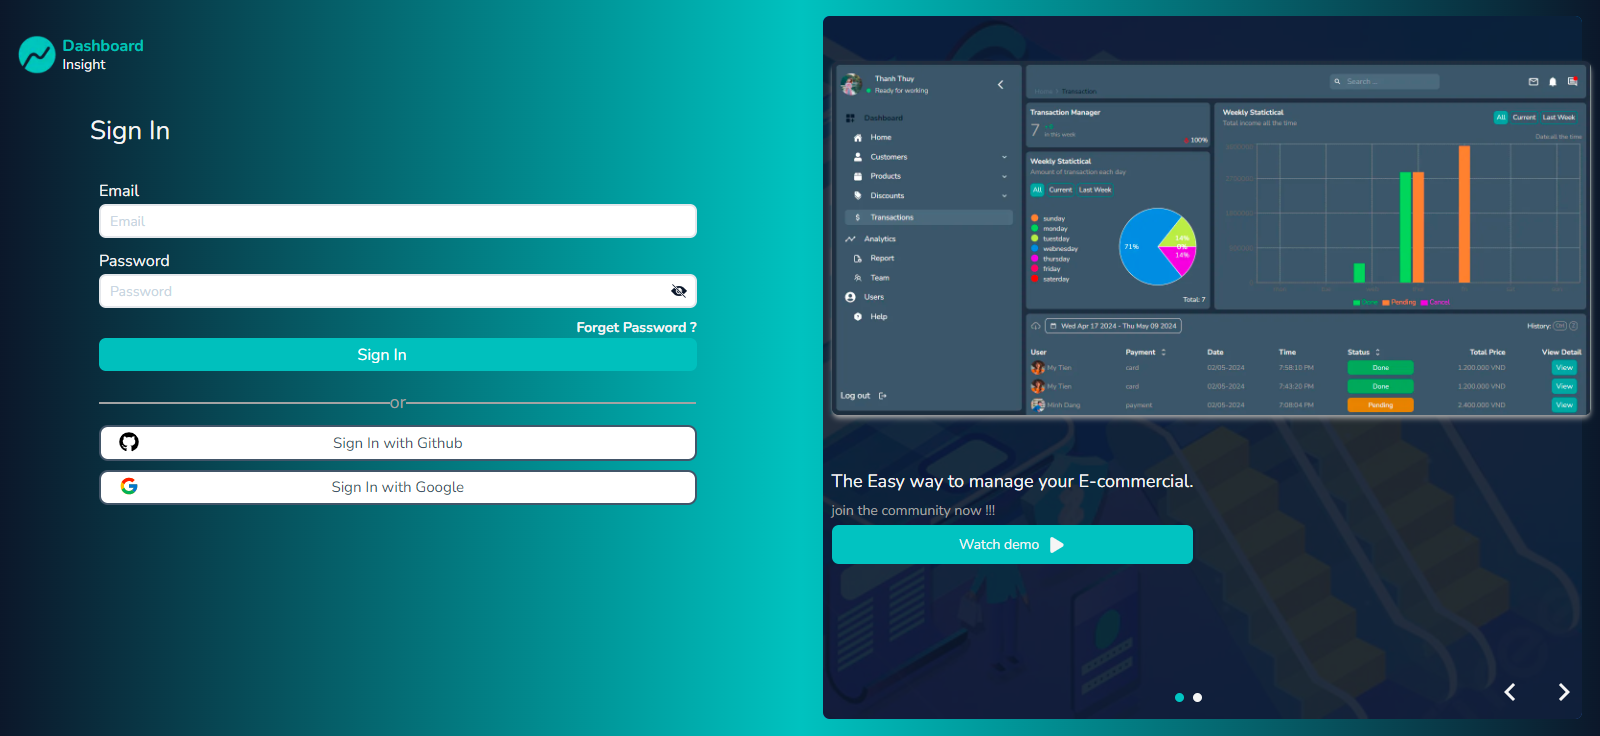 Dashboard
Insight
Sign In
Email
Email
Password
Password
Forget Password ?
Sign In
or
Sign In with Github
Sign In with Google
Thanh Thuy
Ready for working
Dashboard
Home
Customers
Products
Discounts
Transactions
Analytics
Report
Team
Users
Help
Log out
Home
Transaction
Search ...
Transaction Manager
7
In this week
100%
Weekly Statictical
Amount of transaction each day
All Current Last Week
sunday
monday
tuestday
webnesday
thursday
friday
saterday
71%
14%
0%
14%
Total: 7
Weekly Statictical
Total income all the time
All Current Last Week
Date:all the time
Done Pending Cancel
Wed Apr 17 2024 - Thu May 09 2024
History:
User Payment Date Time Status Total Price View Detail
My Tien card 02/05-2024 7:58:10 PM Done 1.200.000 VND View
My Tien card 02/05-2024 7:43:20 PM Done 1.200.000 VND View
Minh Dang payment 02/05-2024 7:08:04 PM Pending 2.400.000 VND View
The Easy way to manage your E-commercial.
join the community now !!!
Watch demo